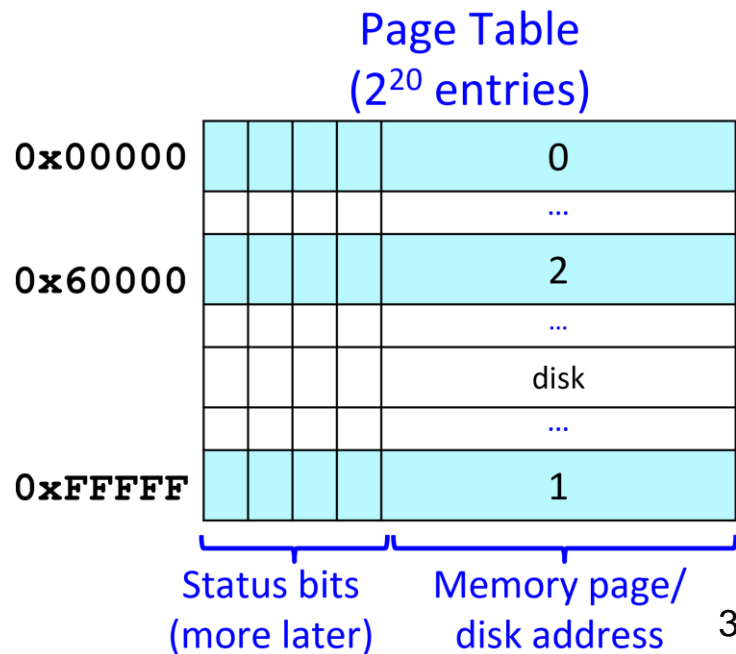 Page Table
(2²⁰ entries)
0x00000 0
...
0x60000 2
...
disk
...
0xFFFFF 1
Status bits Memory page/
(more later) disk address 3